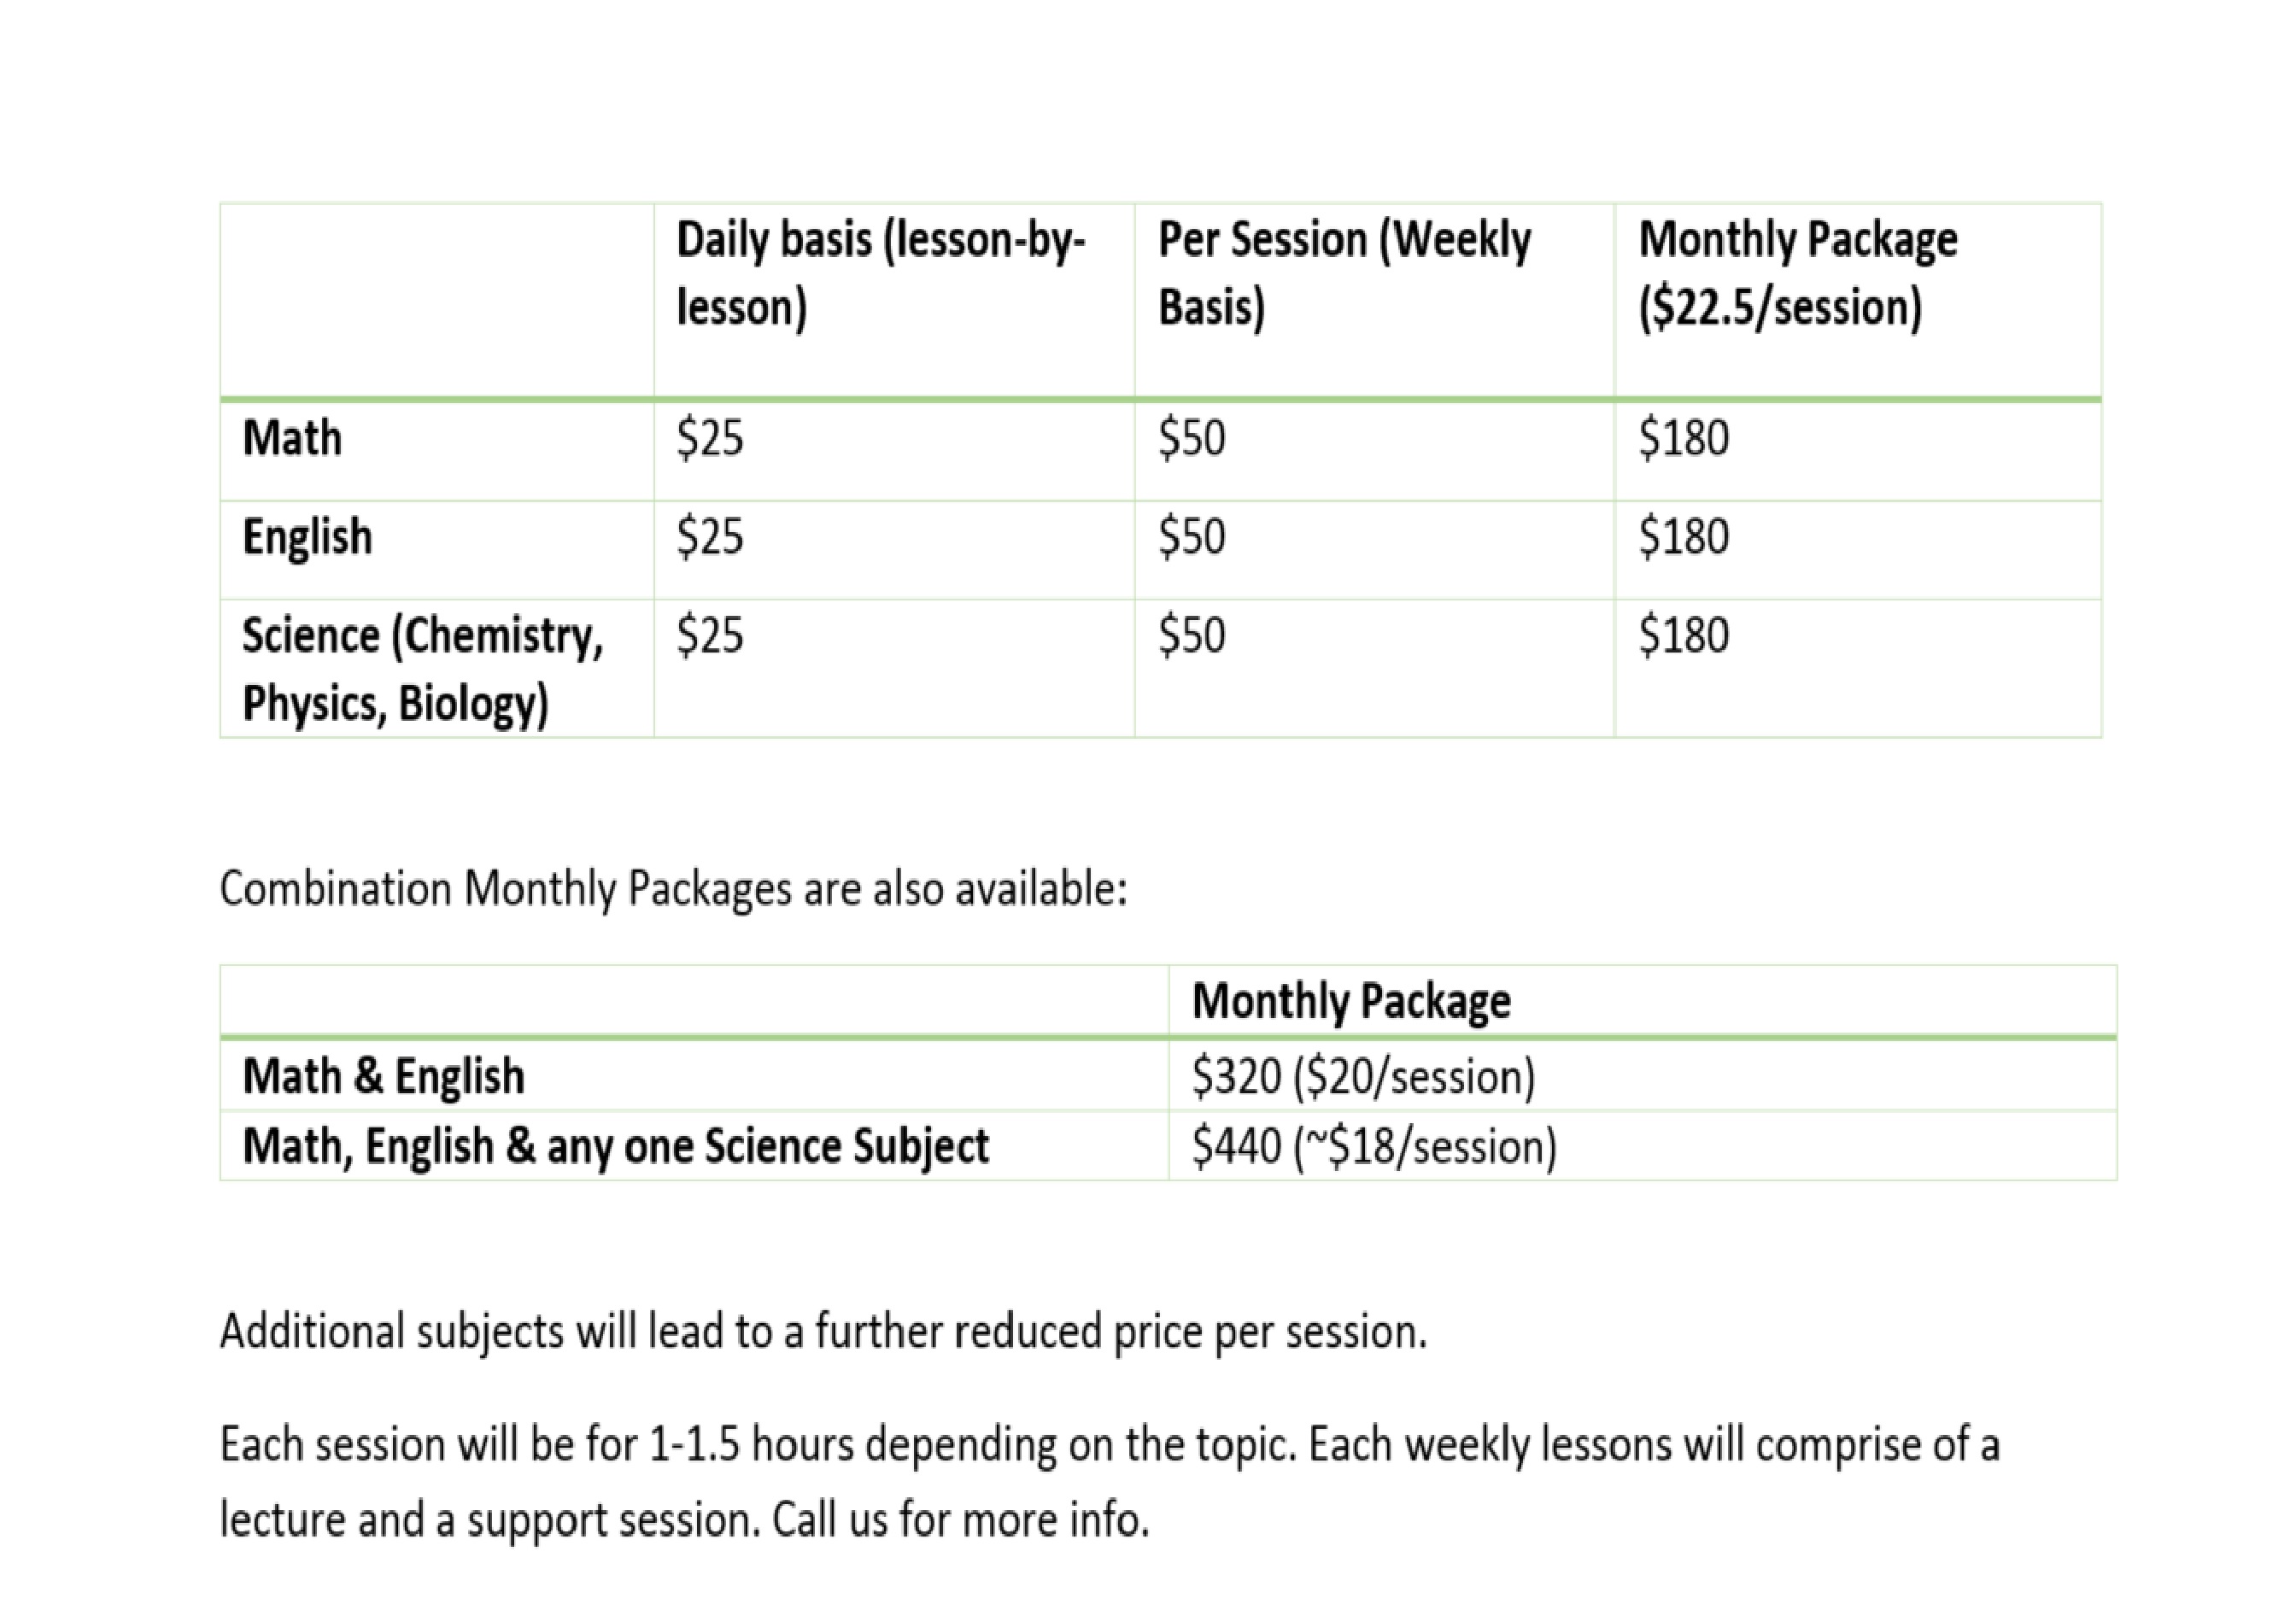 Daily basis (lesson-by-
lesson)
Per Session (Weekly
Basis)
Monthly Package
($22.5/session)
Math
$25
$50
$180
English
$25
$50
$180
Science (Chemistry,
Physics, Biology)
$25
$50
$180
Combination Monthly Packages are also available:
Monthly Package
Math & English
$320 ($20/session)
Math, English & any one Science Subject
$440 (~$18/session)
Additional subjects will lead to a further reduced price per session.
Each session will be for 1-1.5 hours depending on the topic. Each weekly lessons will comprise of a
lecture and a support session. Call us for more info.